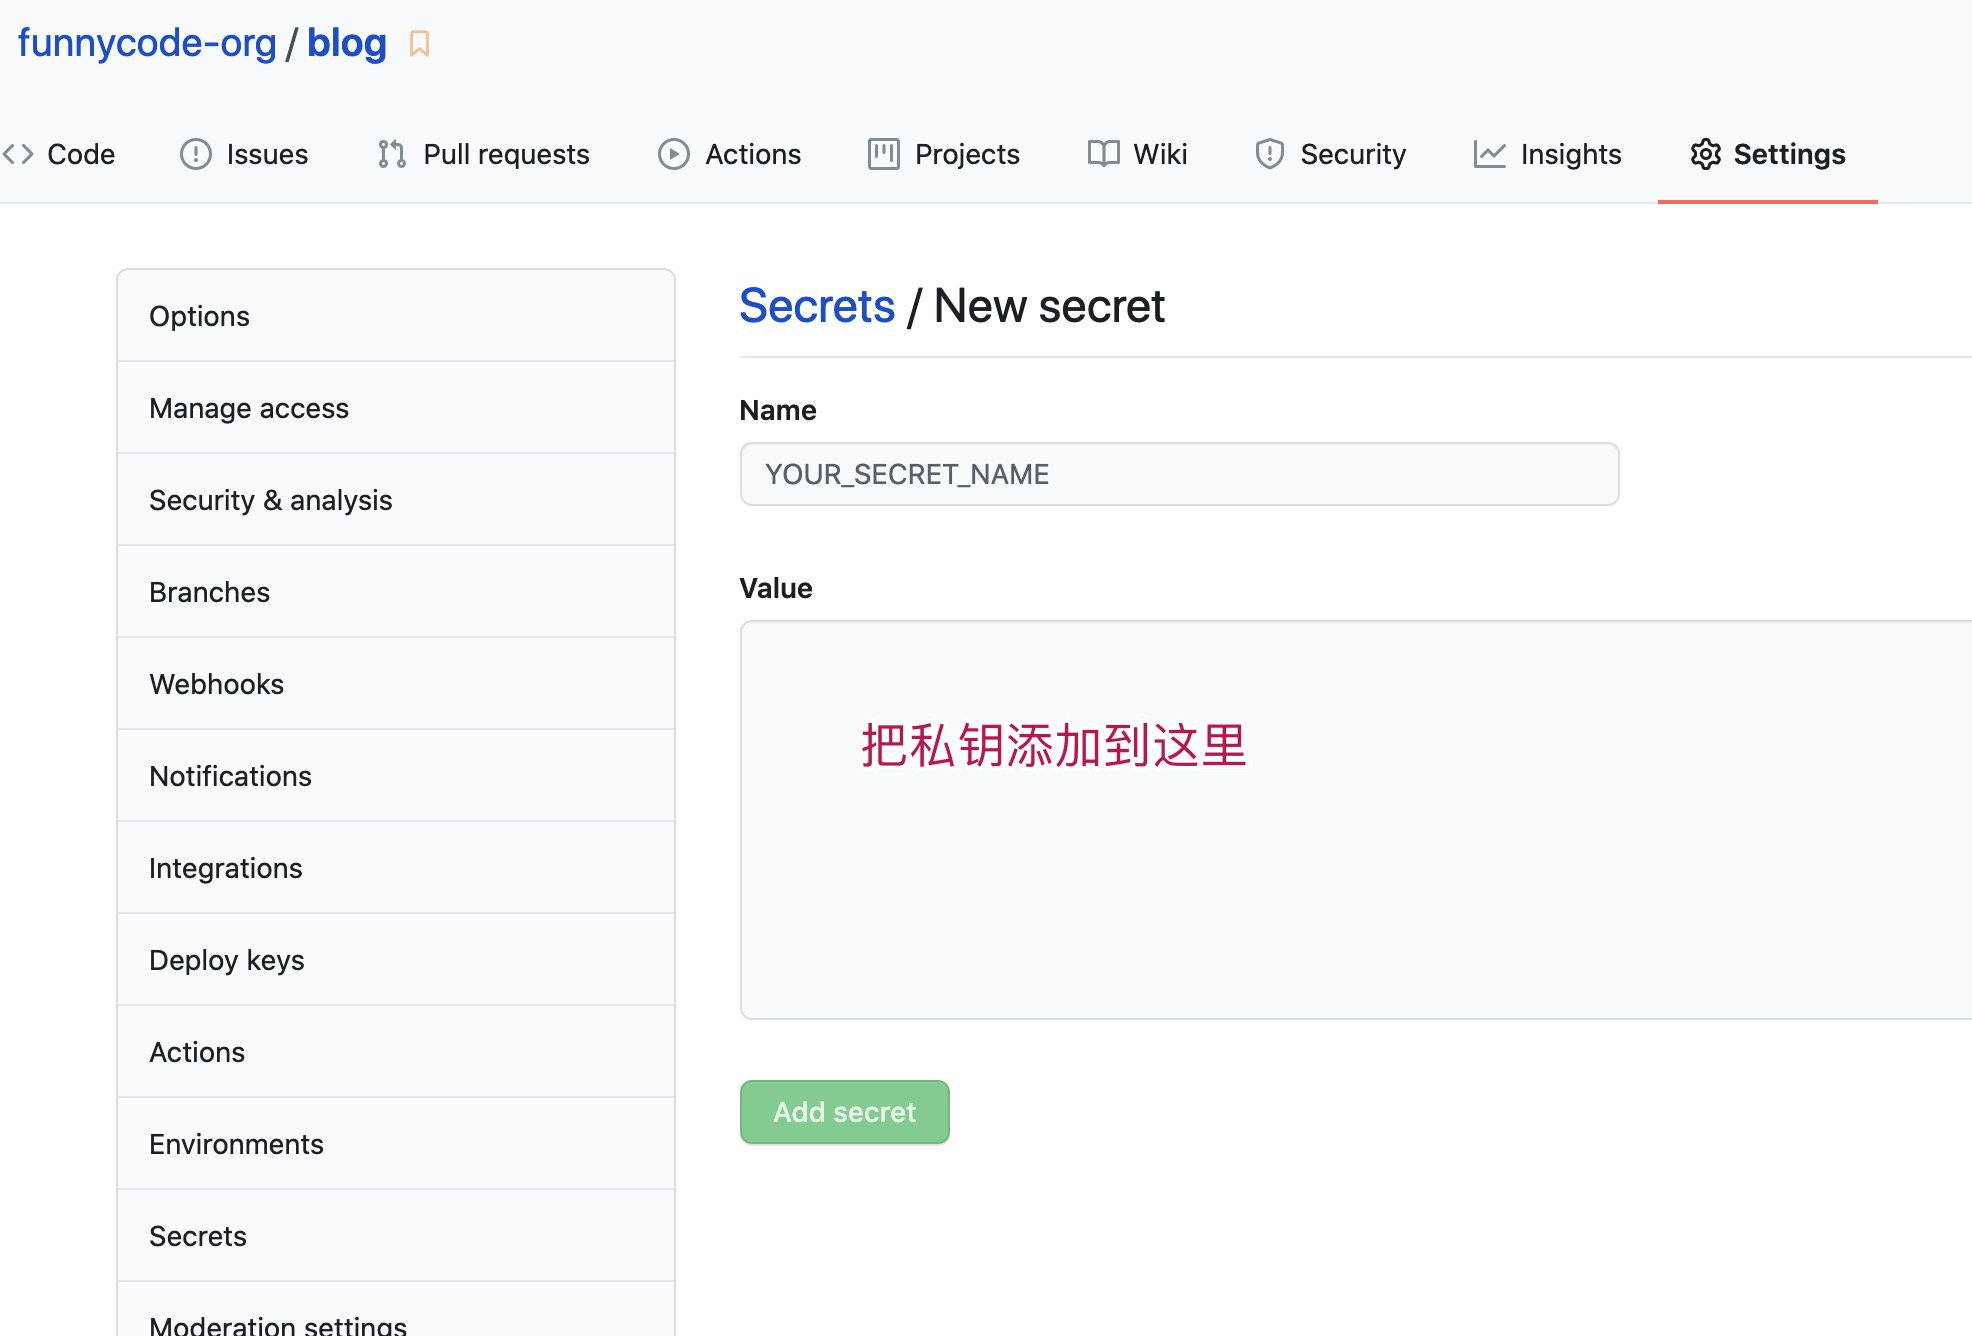 funnycode-org / blog
Code Issues Pull requests Actions Projects Wiki Security Insights Settings
Options
Manage access
Security & analysis
Branches
Webhooks
Notifications
Integrations
Deploy keys
Actions
Environments
Secrets
Moderation settings
Secrets / New secret
Name
YOUR_SECRET_NAME
Value
把私钥添加到这里
Add secret